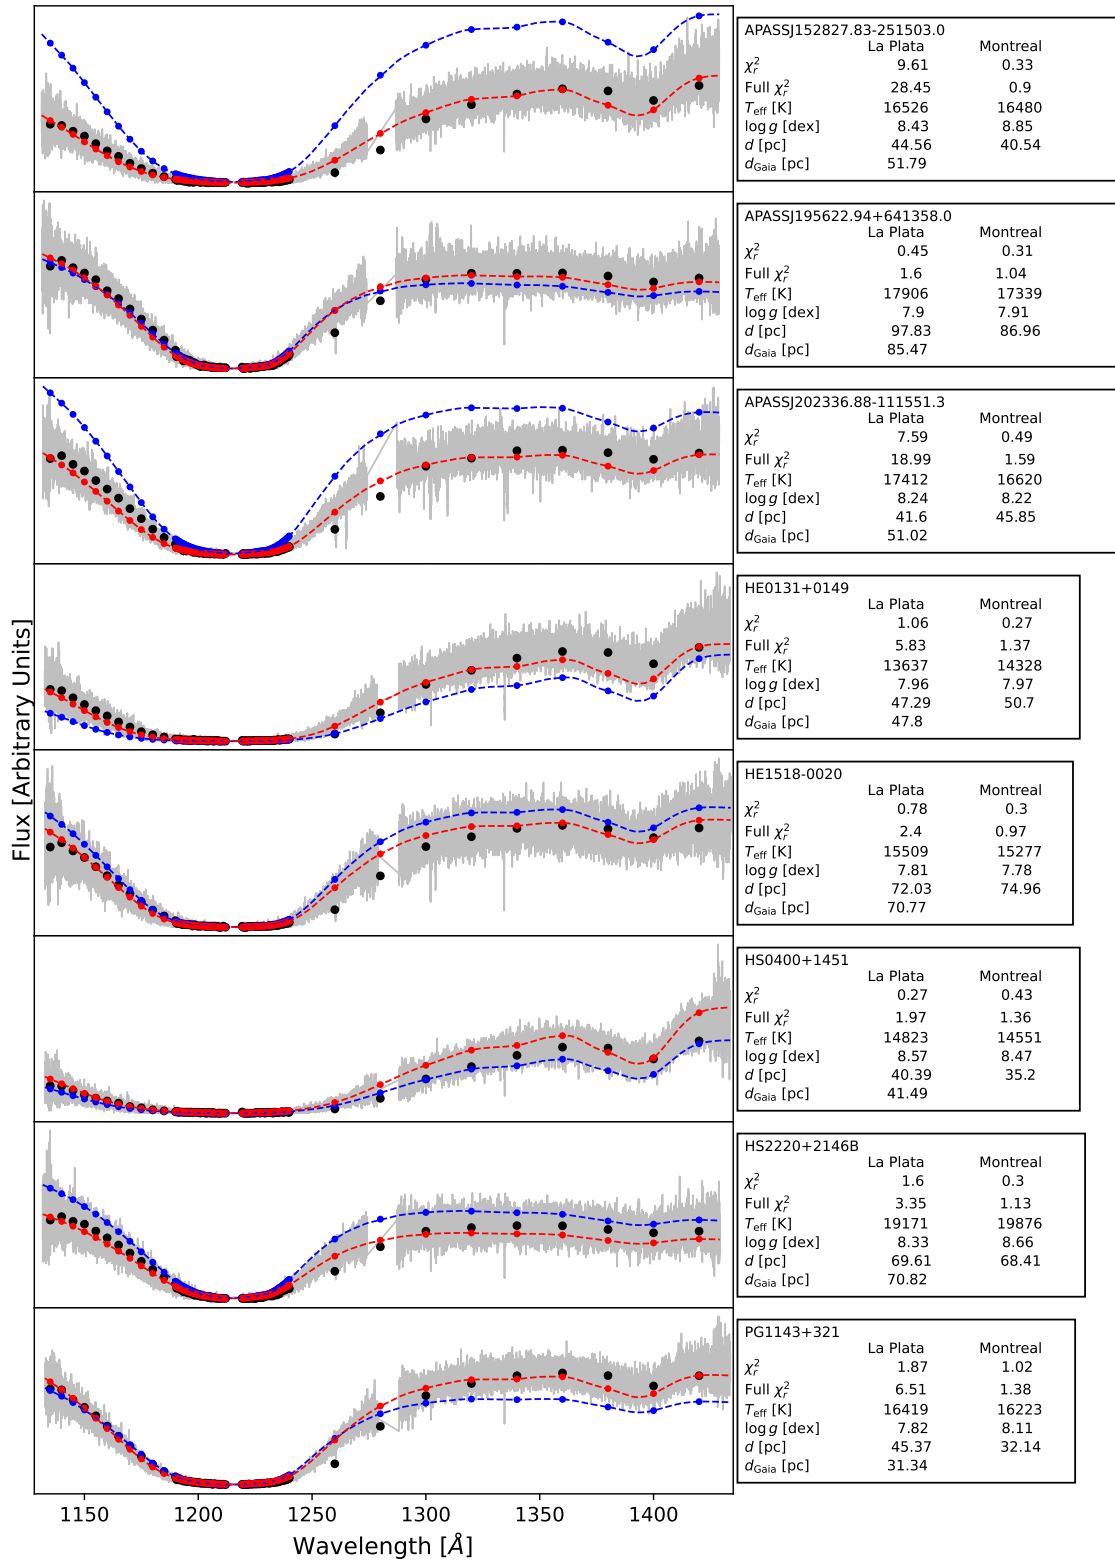 APASSJ152827.83-251503.0
La Plata Montreal
χ²ᵣ 9.61 0.33
Full χ²ᵣ 28.45 0.9
Teff [K] 16526 16480
log g [dex] 8.43 8.85
d [pc] 44.56 40.54
dGaia [pc] 51.79
APASSJ195622.94+641358.0
La Plata Montreal
χ²ᵣ 0.45 0.31
Full χ²ᵣ 1.6 1.04
Teff [K] 17906 17339
log g [dex] 7.9 7.91
d [pc] 97.83 86.96
dGaia [pc] 85.47
APASSJ202336.88-111551.3
La Plata Montreal
χ²ᵣ 7.59 0.49
Full χ²ᵣ 18.99 1.59
Teff [K] 17412 16620
log g [dex] 8.24 8.22
d [pc] 41.6 45.85
dGaia [pc] 51.02
HE0131+0149
La Plata Montreal
χ²ᵣ 1.06 0.27
Full χ²ᵣ 5.83 1.37
Teff [K] 13637 14328
log g [dex] 7.96 7.97
d [pc] 47.29 50.7
dGaia [pc] 47.8
HE1518-0020
La Plata Montreal
χ²ᵣ 0.78 0.3
Full χ²ᵣ 2.4 0.97
Teff [K] 15509 15277
log g [dex] 7.81 7.78
d [pc] 72.03 74.96
dGaia [pc] 70.77
HS0400+1451
La Plata Montreal
χ²ᵣ 0.27 0.43
Full χ²ᵣ 1.97 1.36
Teff [K] 14823 14551
log g [dex] 8.57 8.47
d [pc] 40.39 35.2
dGaia [pc] 41.49
HS2220+2146B
La Plata Montreal
χ²ᵣ 1.6 0.3
Full χ²ᵣ 3.35 1.13
Teff [K] 19171 19876
log g [dex] 8.33 8.66
d [pc] 69.61 68.41
dGaia [pc] 70.82
PG1143+321
La Plata Montreal
χ²ᵣ 1.87 1.02
Full χ²ᵣ 6.51 1.38
Teff [K] 16419 16223
log g [dex] 7.82 8.11
d [pc] 45.37 32.14
dGaia [pc] 31.34
Flux [Arbitrary Units]
1150 1200 1250 1300 1350 1400
Wavelength [Å]